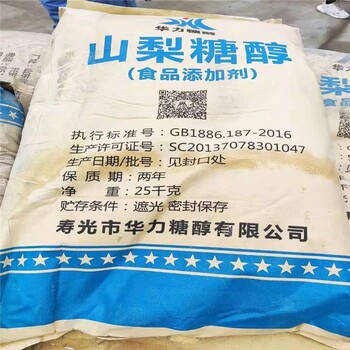 华力糖醇
山梨糖醇
(食品添加剂)
执行标准号:GB1886.187-2016
生产许可证号:SC20137078301047
生产日期/批号:见封口处
保 质 期:两年
净 重:25千克
贮存条件:遮光 密封保存
寿光市华力糖醇有限公司